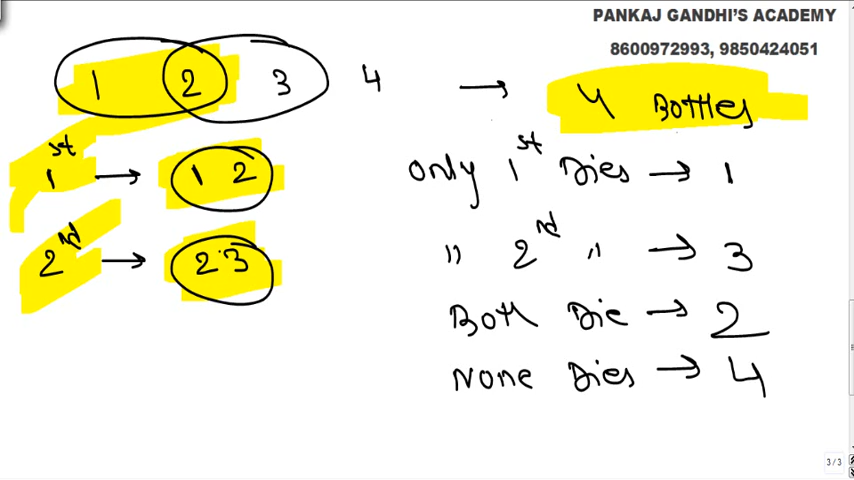 PANKAJ GANDHI'S ACADEMY
8600972993, 9850424051
1 2 3 4 → 4 Bottles
1st → 1 2
2nd → 2 3
Only 1st Dies → 1
" 2nd " → 3
Both Die → 2
None Dies → 4
3 / 3